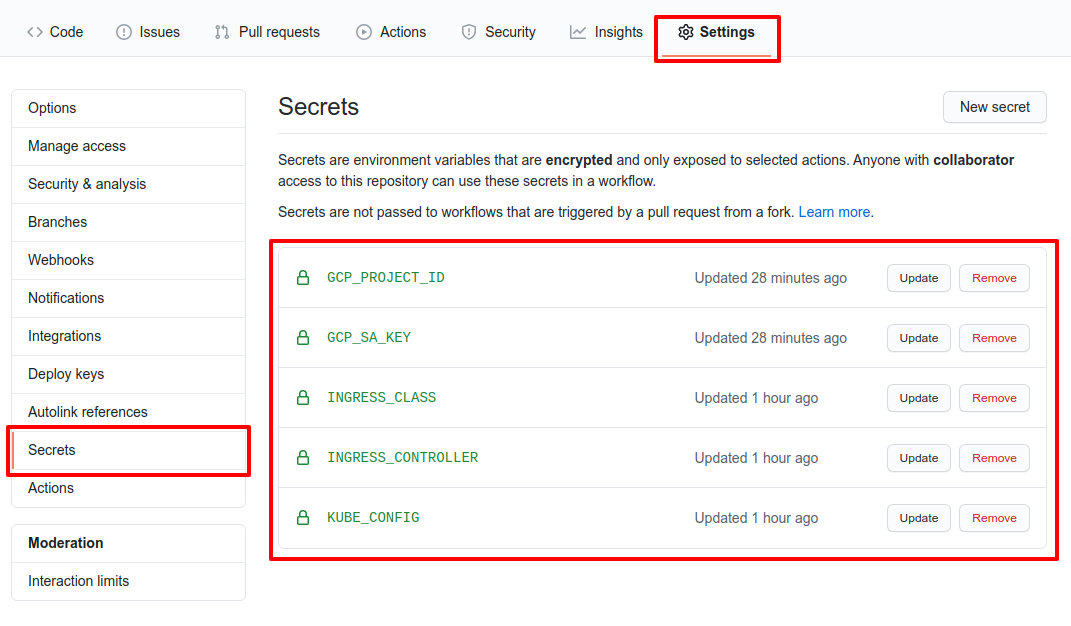 Code Issues Pull requests Actions Security Insights Settings
Options
Manage access
Security & analysis
Branches
Webhooks
Notifications
Integrations
Deploy keys
Autolink references
Secrets
Actions
Moderation
Interaction limits
Secrets New secret
Secrets are environment variables that are encrypted and only exposed to selected actions. Anyone with collaborator
access to this repository can use these secrets in a workflow.
Secrets are not passed to workflows that are triggered by a pull request from a fork. Learn more.
GCP_PROJECT_ID Updated 28 minutes ago Update Remove
GCP_SA_KEY Updated 28 minutes ago Update Remove
INGRESS_CLASS Updated 1 hour ago Update Remove
INGRESS_CONTROLLER Updated 1 hour ago Update Remove
KUBE_CONFIG Updated 1 hour ago Update Remove